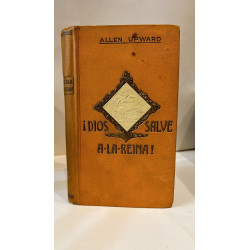 ALLEN UPWARD
¡DIOS SALVE
A-LA-REINA!